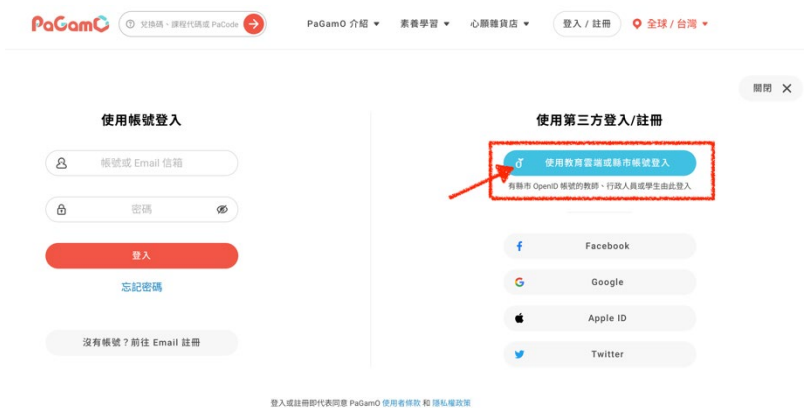 PaGamO
兌換碼、課程代碼或 PaCode
PaGamO 介紹 ▼
素養學習 ▼
心願雜貨店 ▼
登入 / 註冊
全球 / 台灣 ▼
關閉 ✕
使用帳號登入
帳號或 Email 信箱
密碼
登入
忘記密碼
沒有帳號？前往 Email 註冊
使用第三方登入/註冊
使用教育雲端或縣市帳號登入
有縣市 OpenID 帳號的教師、行政人員或學生由此登入
Facebook
Google
Apple ID
Twitter
登入或註冊即代表同意 PaGamO 使用者條款 和 隱私權政策